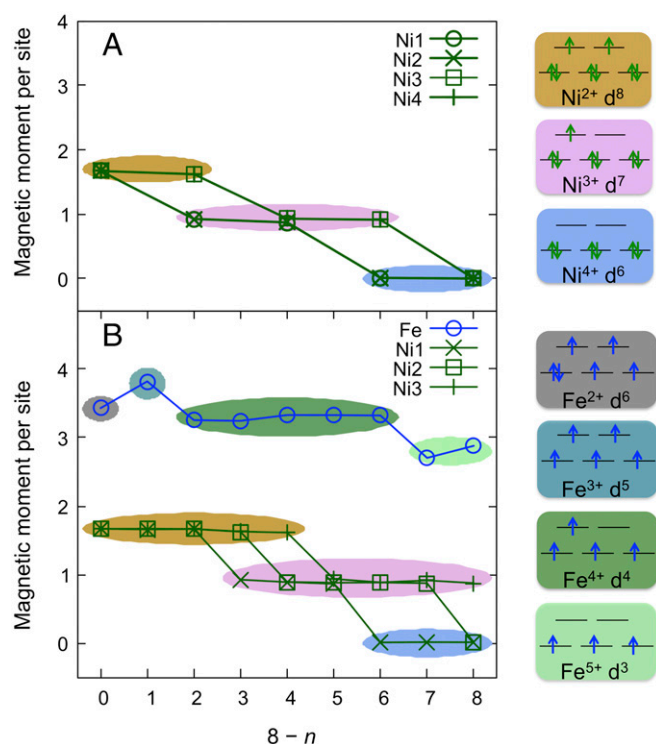 A
Ni1
Ni2
Ni3
Ni4
Magnetic moment per site
4
3
2
1
0
Ni2+ d8
Ni3+ d7
Ni4+ d6
B
Fe
Ni1
Ni2
Ni3
Magnetic moment per site
4
3
2
1
0
0 1 2 3 4 5 6 7 8
8 − n
Fe2+ d6
Fe3+ d5
Fe4+ d4
Fe5+ d3